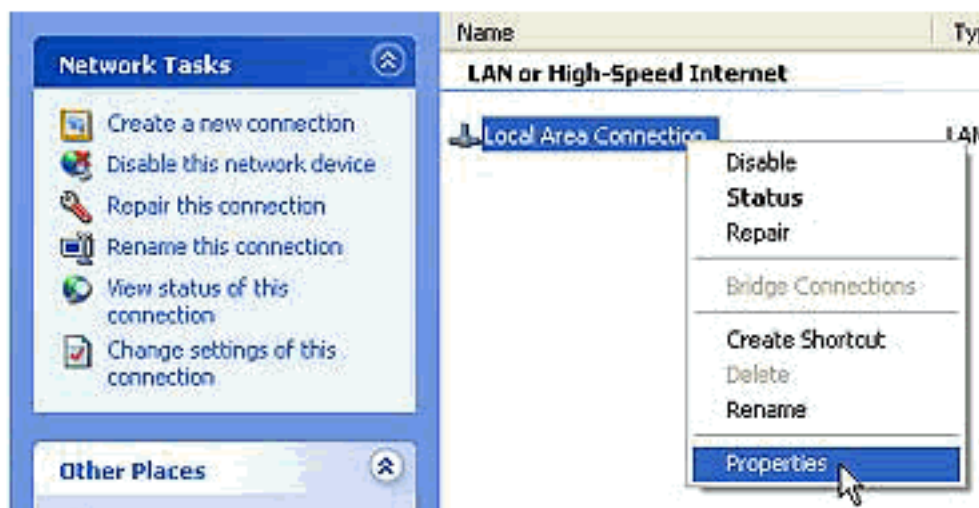 Network Tasks
Create a new connection
Disable this network device
Repair this connection
Rename this connection
View status of this
connection
Change settings of this
connection
Other Places
Name
LAN or High-Speed Internet
Local Area Connection
LAN
Disable
Status
Repair
Bridge Connections
Create Shortcut
Delete
Rename
Properties